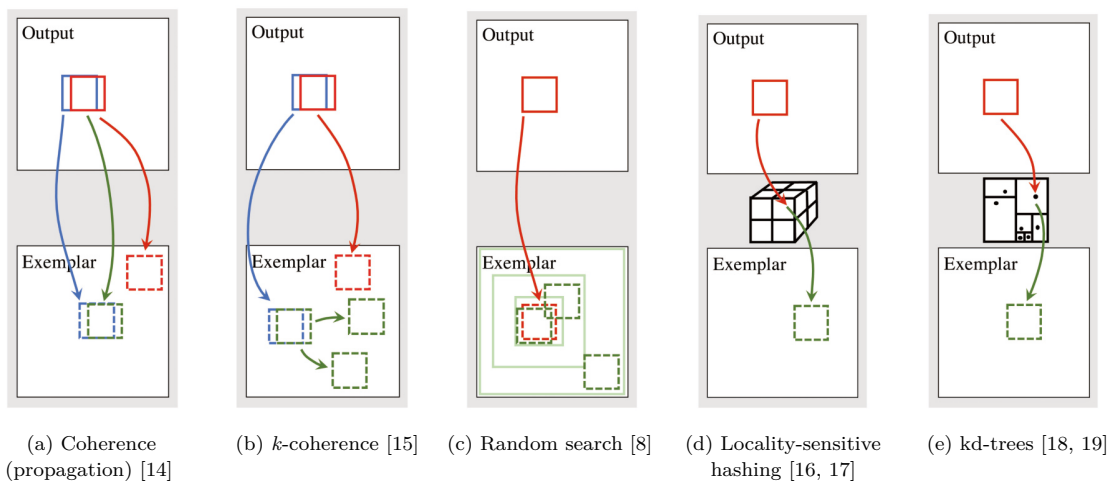 Output
Exemplar
(a) Coherence
(propagation) [14]
Output
Exemplar
(b) k-coherence [15]
Output
Exemplar
(c) Random search [8]
Output
Exemplar
(d) Locality-sensitive
hashing [16, 17]
Output
Exemplar
(e) kd-trees [18, 19]